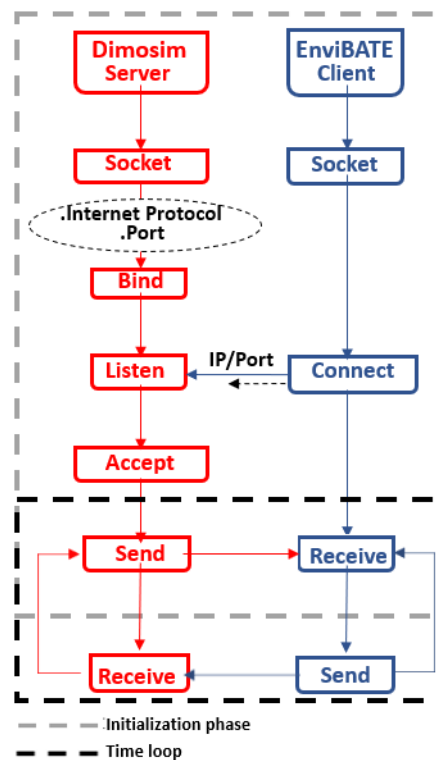 Dimosim
Server
EnviBATE
Client
Socket
Socket
.Internet Protocol
.Port
Bind
IP/Port
Listen
Connect
Accept
Send
Receive
Receive
Send
Initialization phase
Time loop